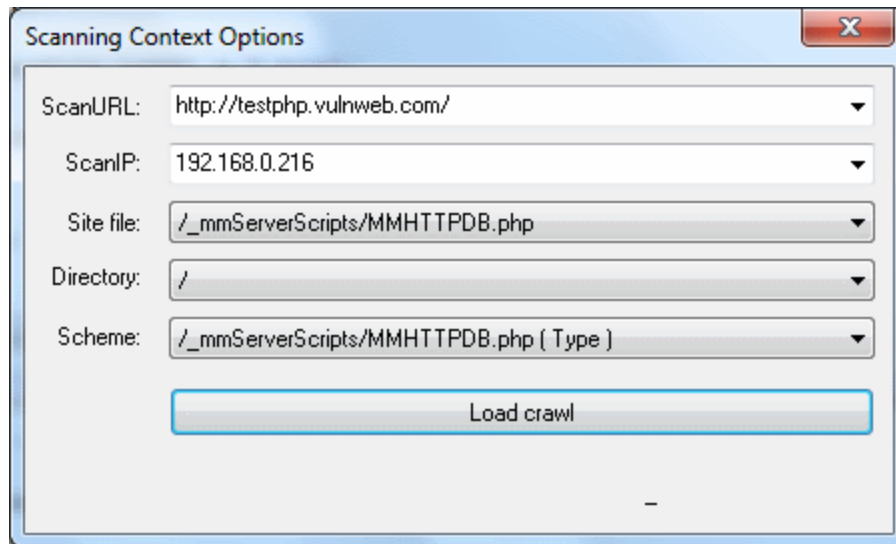 Scanning Context Options
ScanURL: http://testphp.vulnweb.com/
ScanIP: 192.168.0.216
Site file: /_mmServerScripts/MMHTTPDB.php
Directory: /
Scheme: /_mmServerScripts/MMHTTPDB.php ( Type )
Load crawl